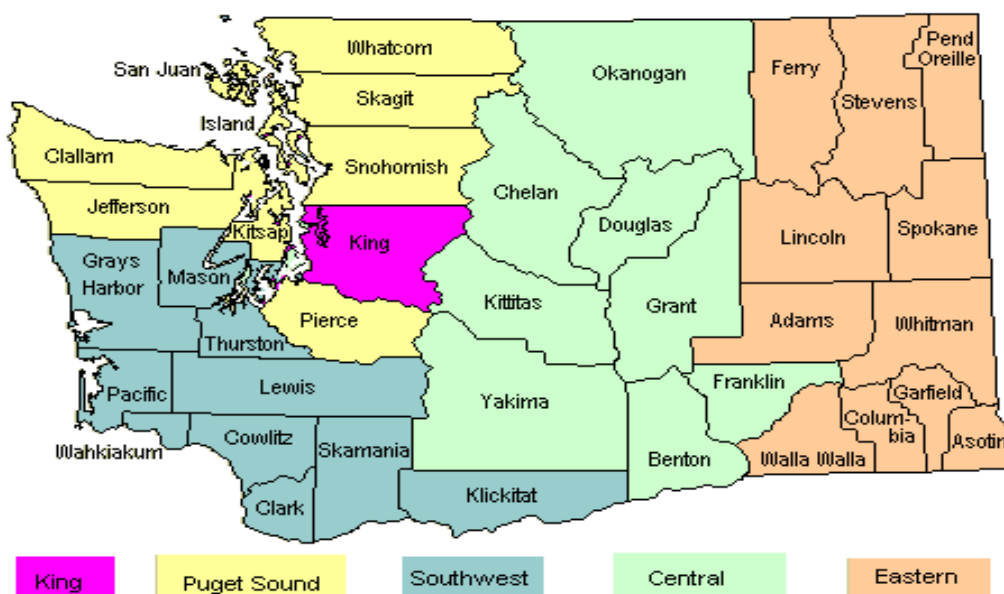 Whatcom
San Juan
Skagit
Island
Clallam
Snohomish
Jefferson
Kitsap
King
Grays
Harbor
Mason
Pierce
Thurston
Pacific
Lewis
Wahkiakum
Cowlitz
Skamania
Clark
Klickitat
Okanogan
Chelan
Douglas
Kittitas
Grant
Yakima
Benton
Franklin
Ferry
Stevens
Pend
Oreille
Lincoln
Spokane
Adams
Whitman
Garfield
Colum-
bia
Asotin
Walla Walla
King
Puget Sound
Southwest
Central
Eastern